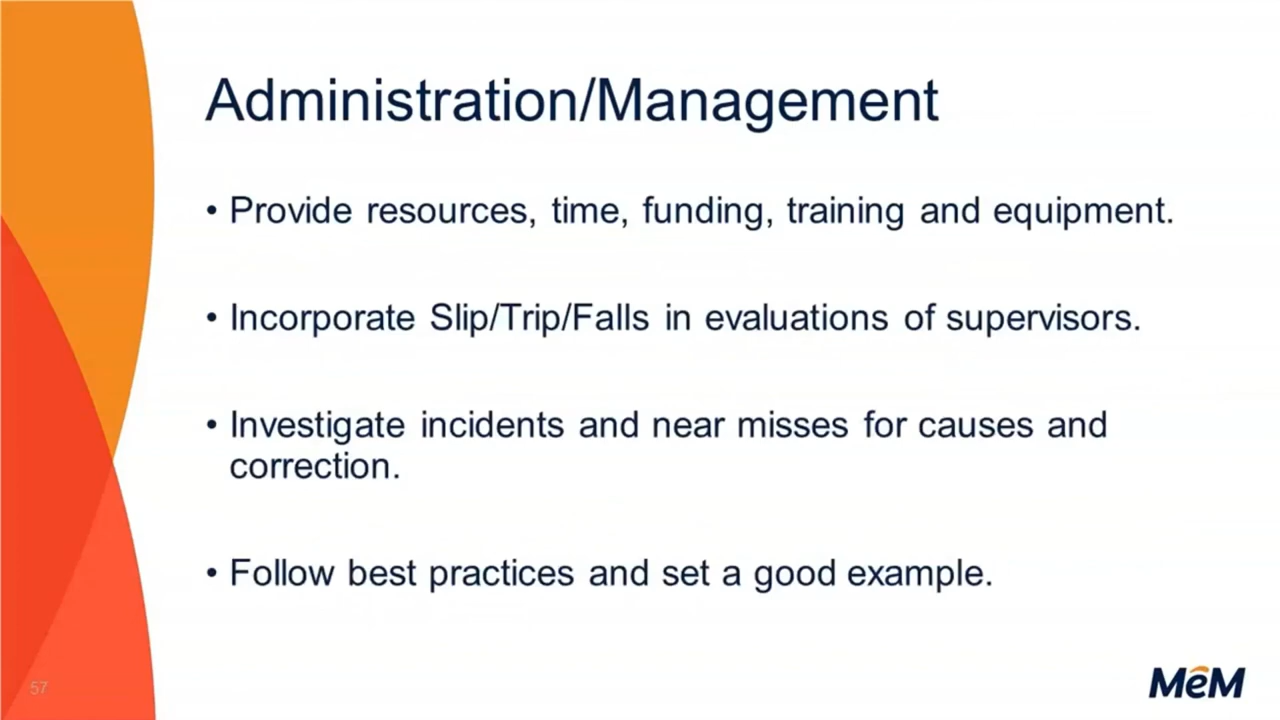 Administration/Management
• Provide resources, time, funding, training and equipment.
• Incorporate Slip/Trip/Falls in evaluations of supervisors.
• Investigate incidents and near misses for causes and
correction.
• Follow best practices and set a good example.
57
MEM